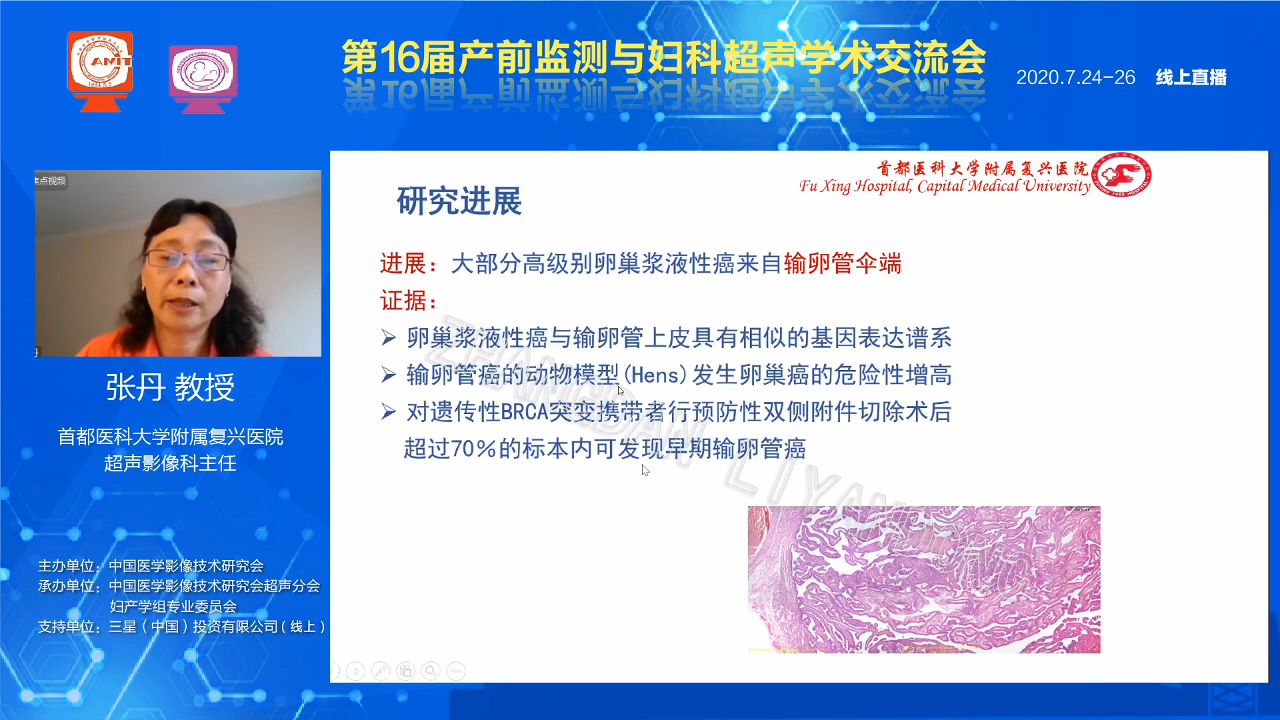 CAMIT
第16届产前监测与妇科超声学术交流会
2020.7.24-26 线上直播
焦点视频
张丹 教授
首都医科大学附属复兴医院
超声影像科主任
主办单位：中国医学影像技术研究会
承办单位：中国医学影像技术研究会超声分会
妇产学组专业委员会
支持单位：三星（中国）投资有限公司（线上）
首都医科大学附属复兴医院
Fu Xing Hospital, Capital Medical University
研究进展
进展：大部分高级别卵巢浆液性癌来自输卵管伞端
证据：
卵巢浆液性癌与输卵管上皮具有相似的基因表达谱系
输卵管癌的动物模型(Hens)发生卵巢癌的危险性增高
对遗传性BRCA突变携带者行预防性双侧附件切除术后
超过70%的标本内可发现早期输卵管癌
ZHANGDAN LIYAN